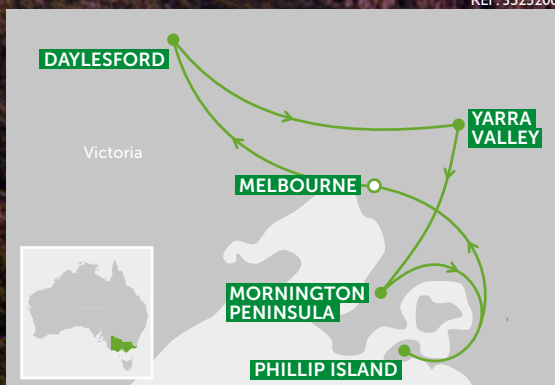 DAYLESFORD
YARRA
VALLEY
Victoria
MELBOURNE
MORNINGTON
PENINSULA
PHILLIP ISLAND